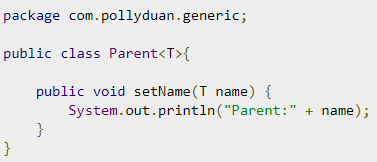 package com.pollyduan.generic;
public class Parent<T>{
public void setName(T name) {
System.out.println("Parent:" + name);
}
}